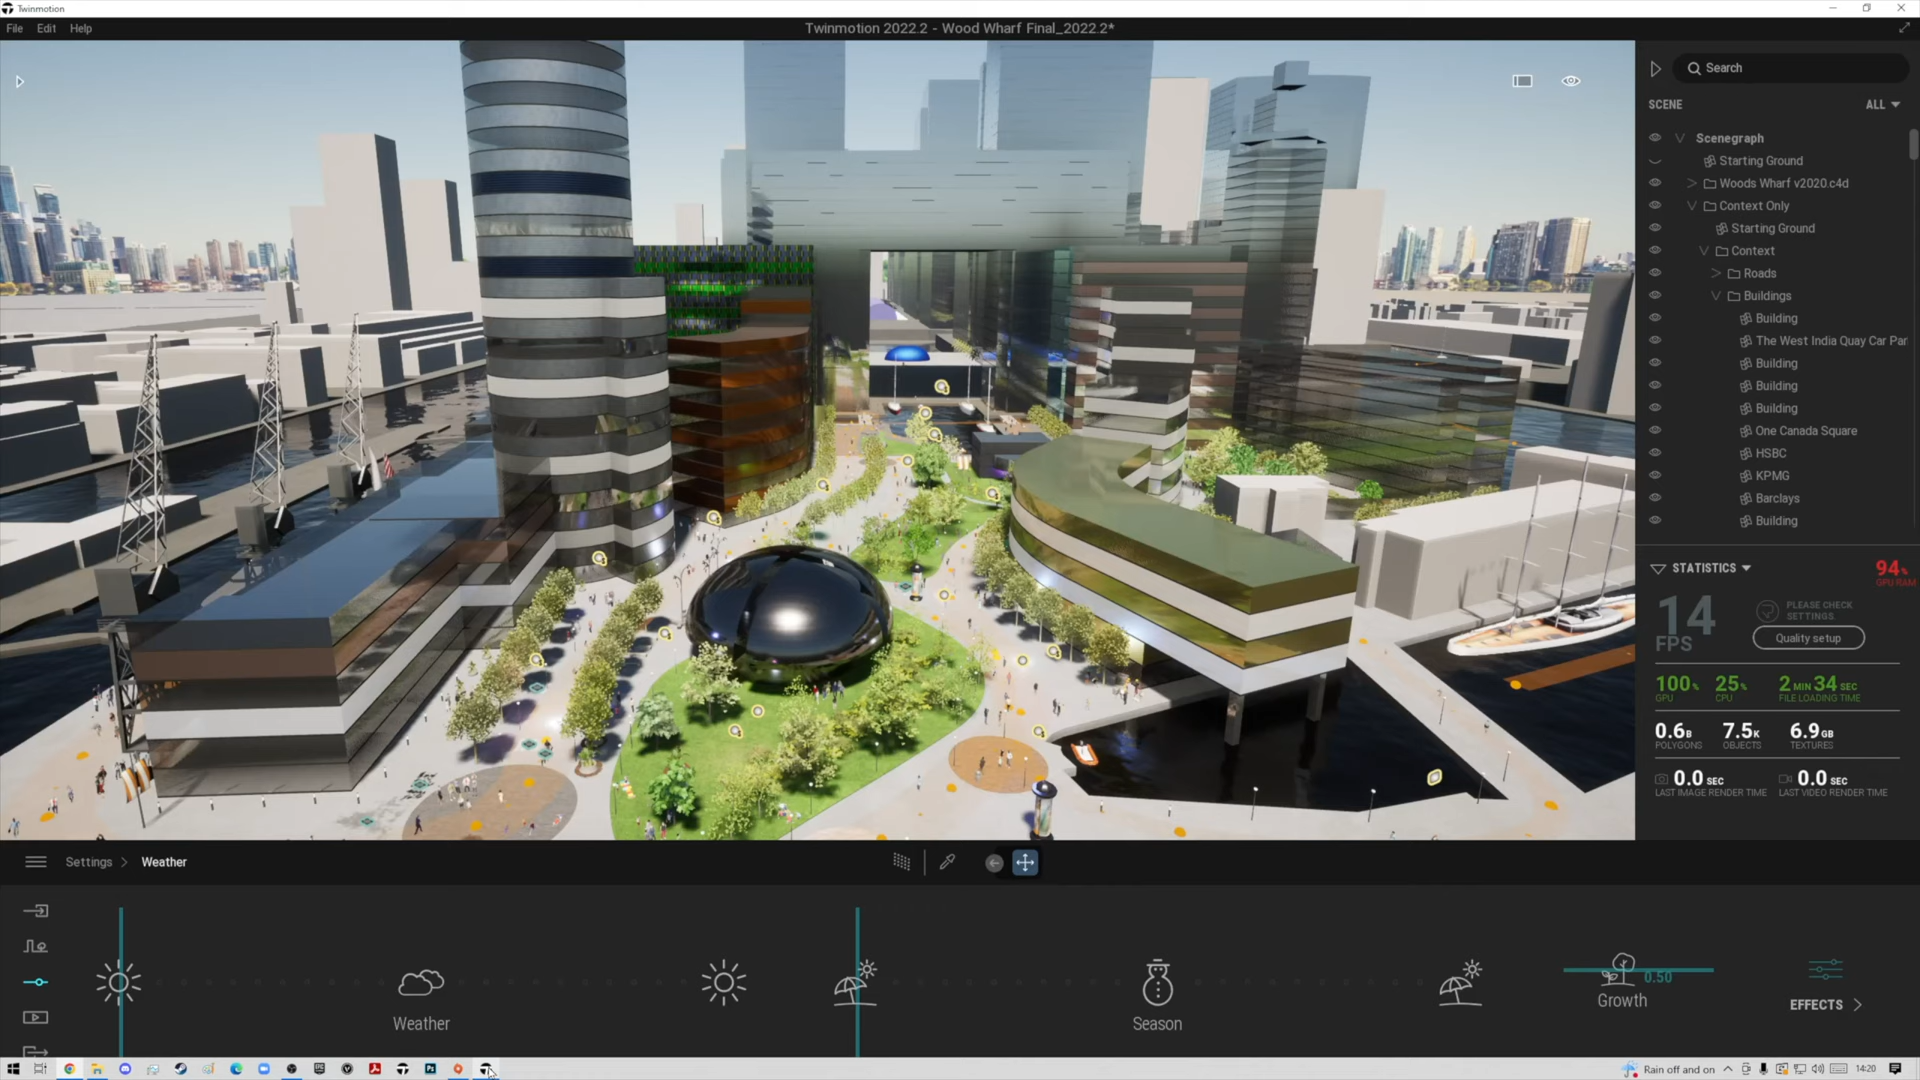 Twinmotion
File Edit Help
Twinmotion 2022.2 - Wood Wharf Final_2022.2*
Search
SCENE
ALL
Scenegraph
Starting Ground
Woods Wharf v2020.c4d
Context Only
Starting Ground
Context
Roads
Buildings
Building
The West India Quay Car Par
Building
Building
Building
One Canada Square
HSBC
KPMG
Barclays
Building
STATISTICS
94%
GPU RAM
14
FPS
PLEASE CHECK
SETTINGS.
Quality setup
100% 25% 2 MIN 34 SEC
GPU CPU FILE LOADING TIME
0.6B 7.5K 6.9GB
POLYGONS OBJECTS TEXTURES
0.0 SEC 0.0 SEC
LAST IMAGE RENDER TIME LAST VIDEO RENDER TIME
Settings > Weather
Weather
Season
0.50
Growth
EFFECTS
Ps
Rain off and on
14:20